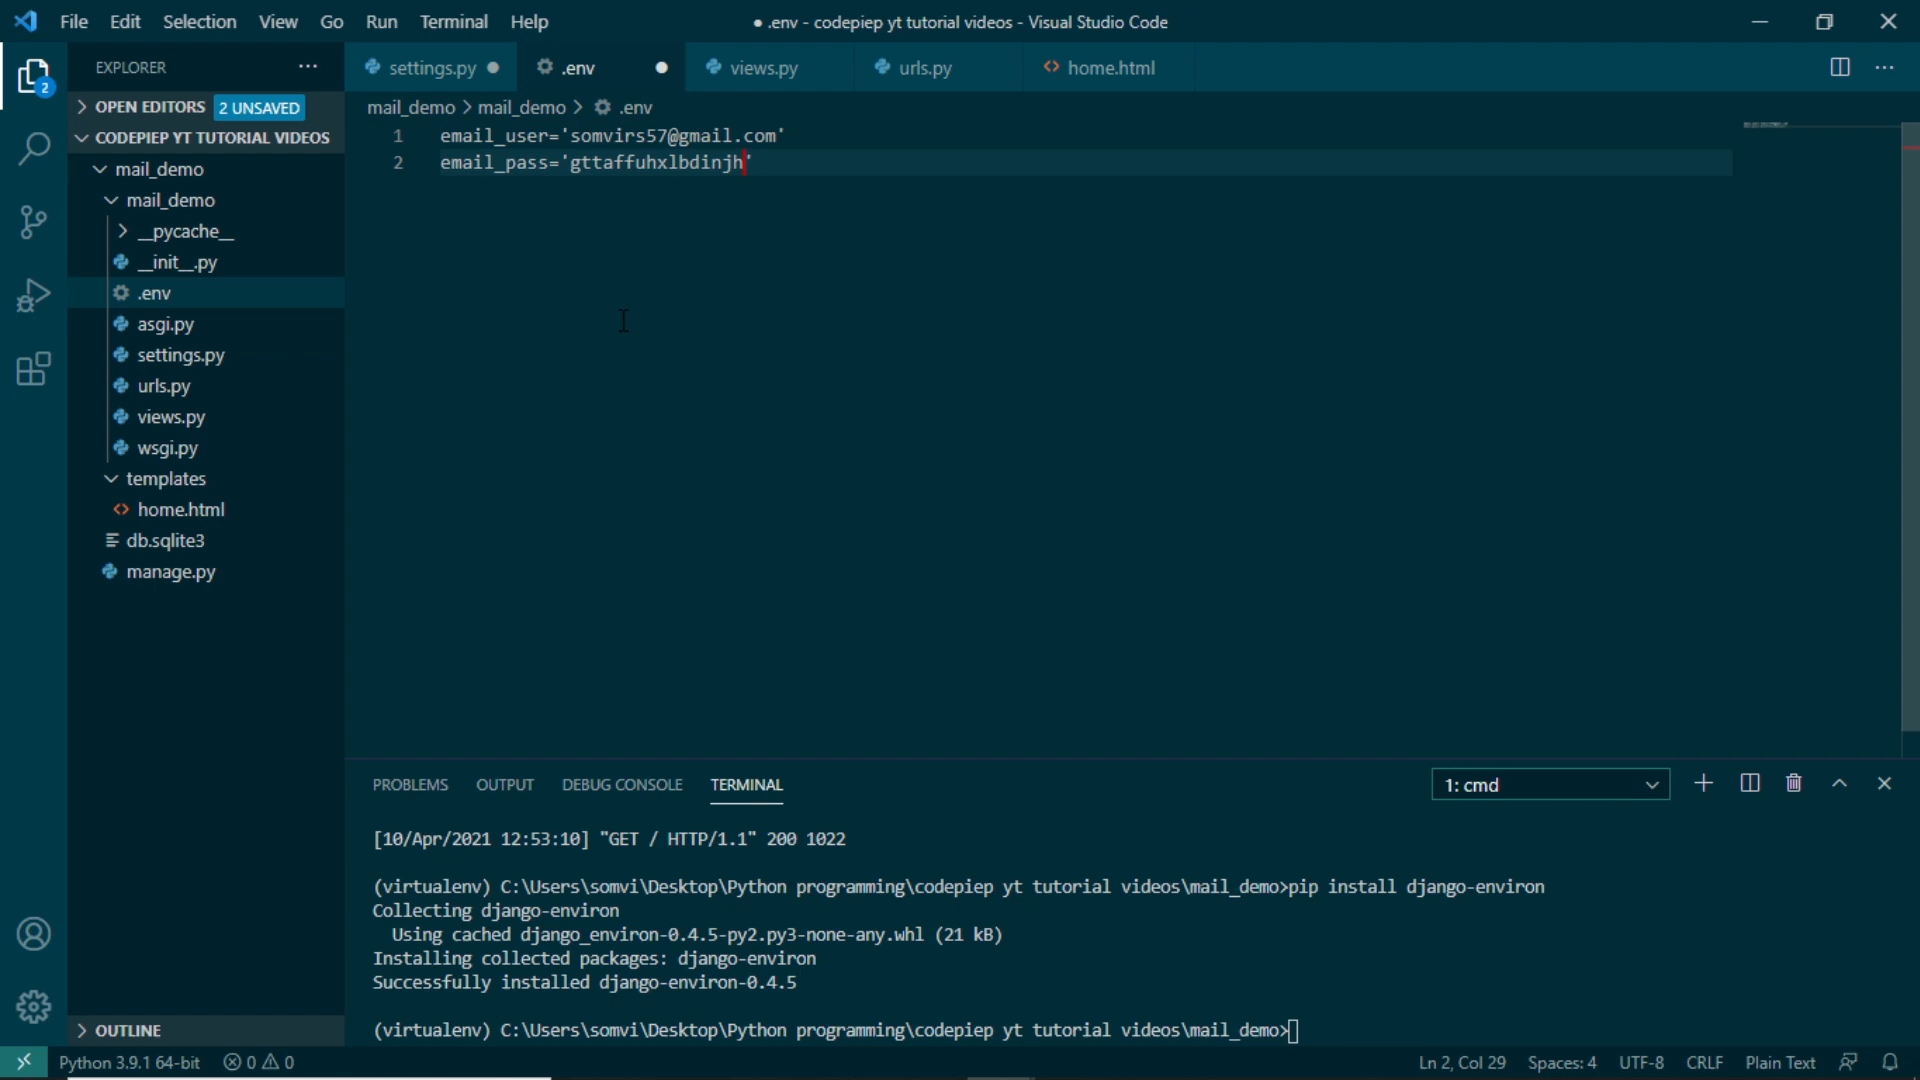 File Edit Selection View Go Run Terminal Help
● .env - codepiep yt tutorial videos - Visual Studio Code
EXPLORER
settings.py
.env
views.py
urls.py
home.html
2
OPEN EDITORS 2 UNSAVED
mail_demo > mail_demo > .env
CODEPIEP YT TUTORIAL VIDEOS
mail_demo
mail_demo
__pycache__
__init__.py
.env
asgi.py
settings.py
urls.py
views.py
wsgi.py
templates
home.html
db.sqlite3
manage.py
OUTLINE
1 email_user='somvirs57@gmail.com'
2 email_pass='gttaffuhxlbdinjh'
PROBLEMS OUTPUT DEBUG CONSOLE TERMINAL
1: cmd
[10/Apr/2021 12:53:10] "GET / HTTP/1.1" 200 1022
(virtualenv) C:\Users\somvi\Desktop\Python programming\codepiep yt tutorial videos\mail_demo>pip install django-environ
Collecting django-environ
Using cached django_environ-0.4.5-py2.py3-none-any.whl (21 kB)
Installing collected packages: django-environ
Successfully installed django-environ-0.4.5
(virtualenv) C:\Users\somvi\Desktop\Python programming\codepiep yt tutorial videos\mail_demo>
Python 3.9.1 64-bit 0 0
Ln 2, Col 29 Spaces: 4 UTF-8 CRLF Plain Text